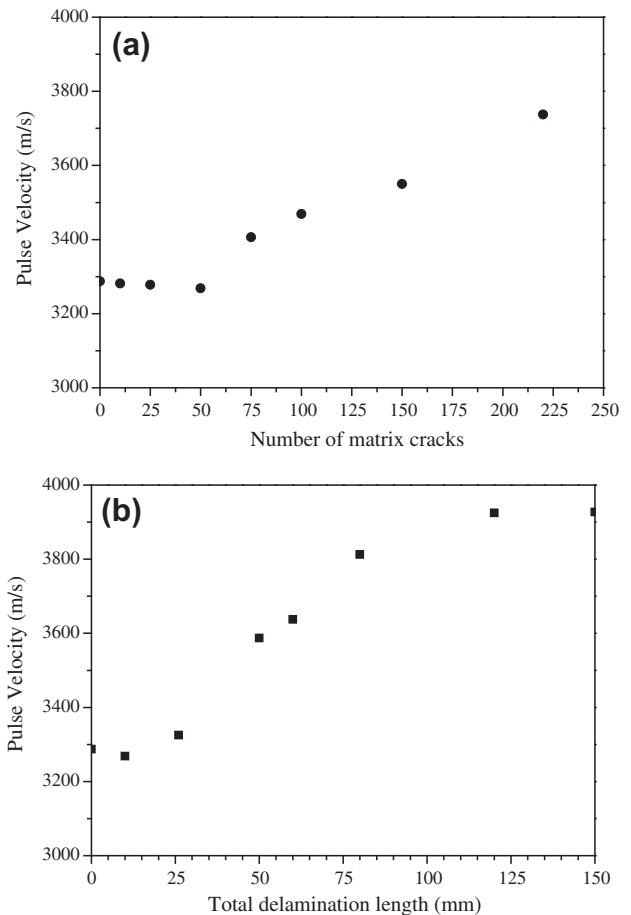 (a)
4000
3800
3600
3400
3200
3000
Pulse Velocity (m/s)
0 25 50 75 100 125 150 175 200 225 250
Number of matrix cracks
(b)
4000
3800
3600
3400
3200
3000
Pulse Velocity (m/s)
0 25 50 75 100 125 150
Total delamination length (mm)